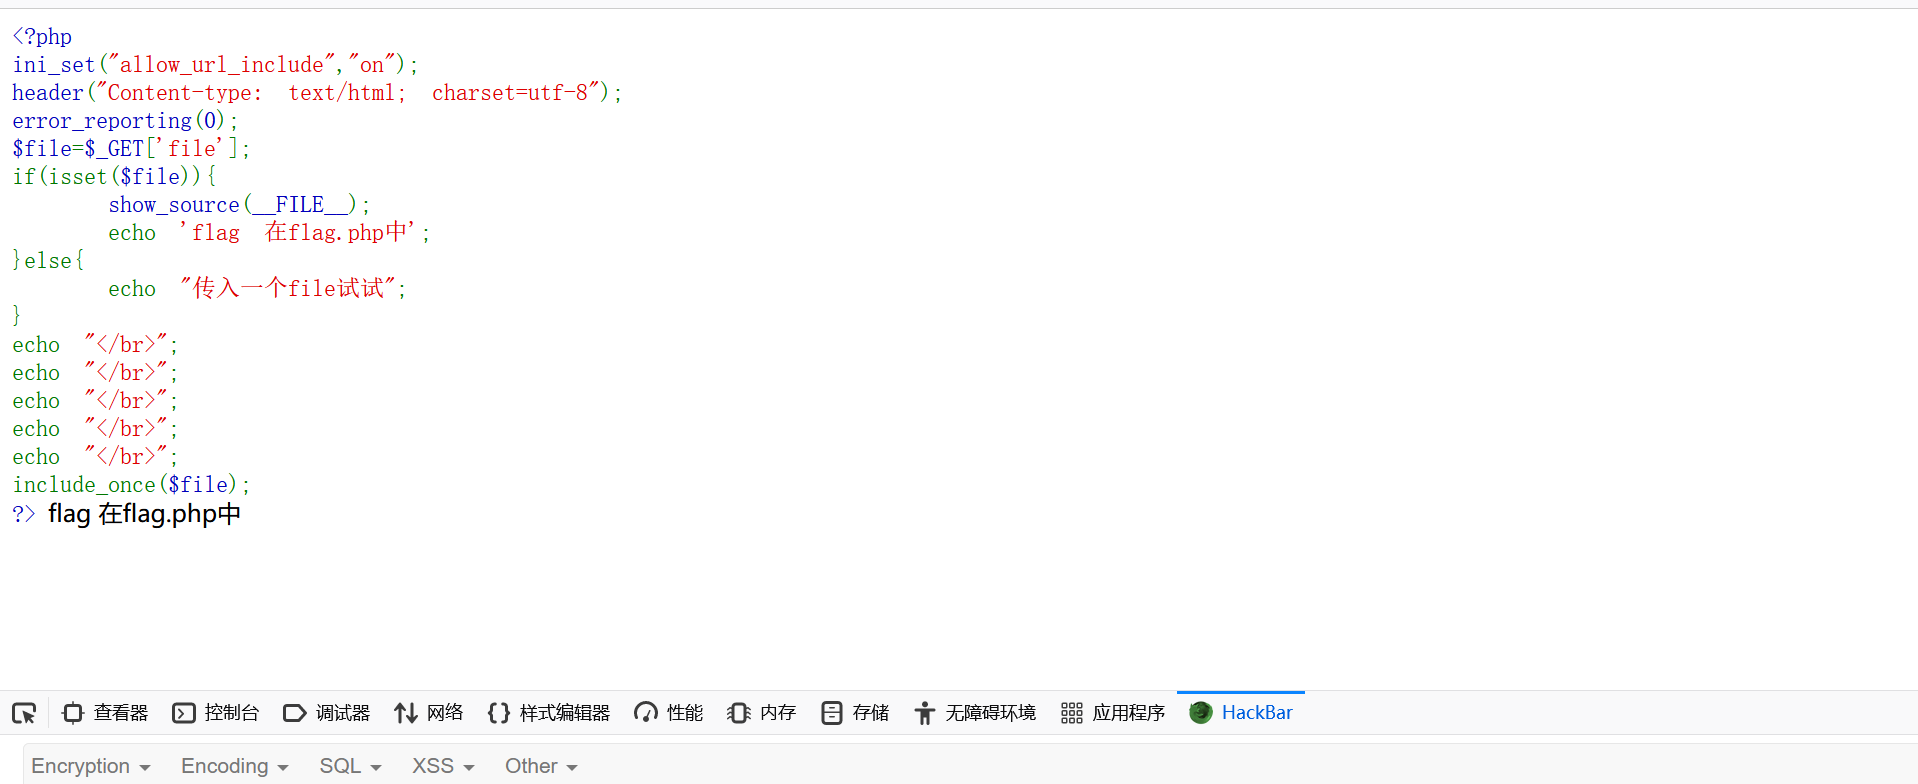 <?php
ini_set("allow_url_include","on");
header("Content-type:  text/html;  charset=utf-8");
error_reporting(0);
$file=$_GET['file'];
if(isset($file)){
        show_source(__FILE__);
        echo  'flag  在flag.php中';
}else{
        echo  "传入一个file试试";
}
echo  "</br>";
echo  "</br>";
echo  "</br>";
echo  "</br>";
echo  "</br>";
include_once($file);
?> flag 在flag.php中
查看器 控制台 调试器 网络 样式编辑器 性能 内存 存储 无障碍环境 应用程序 HackBar
Encryption Encoding SQL XSS Other